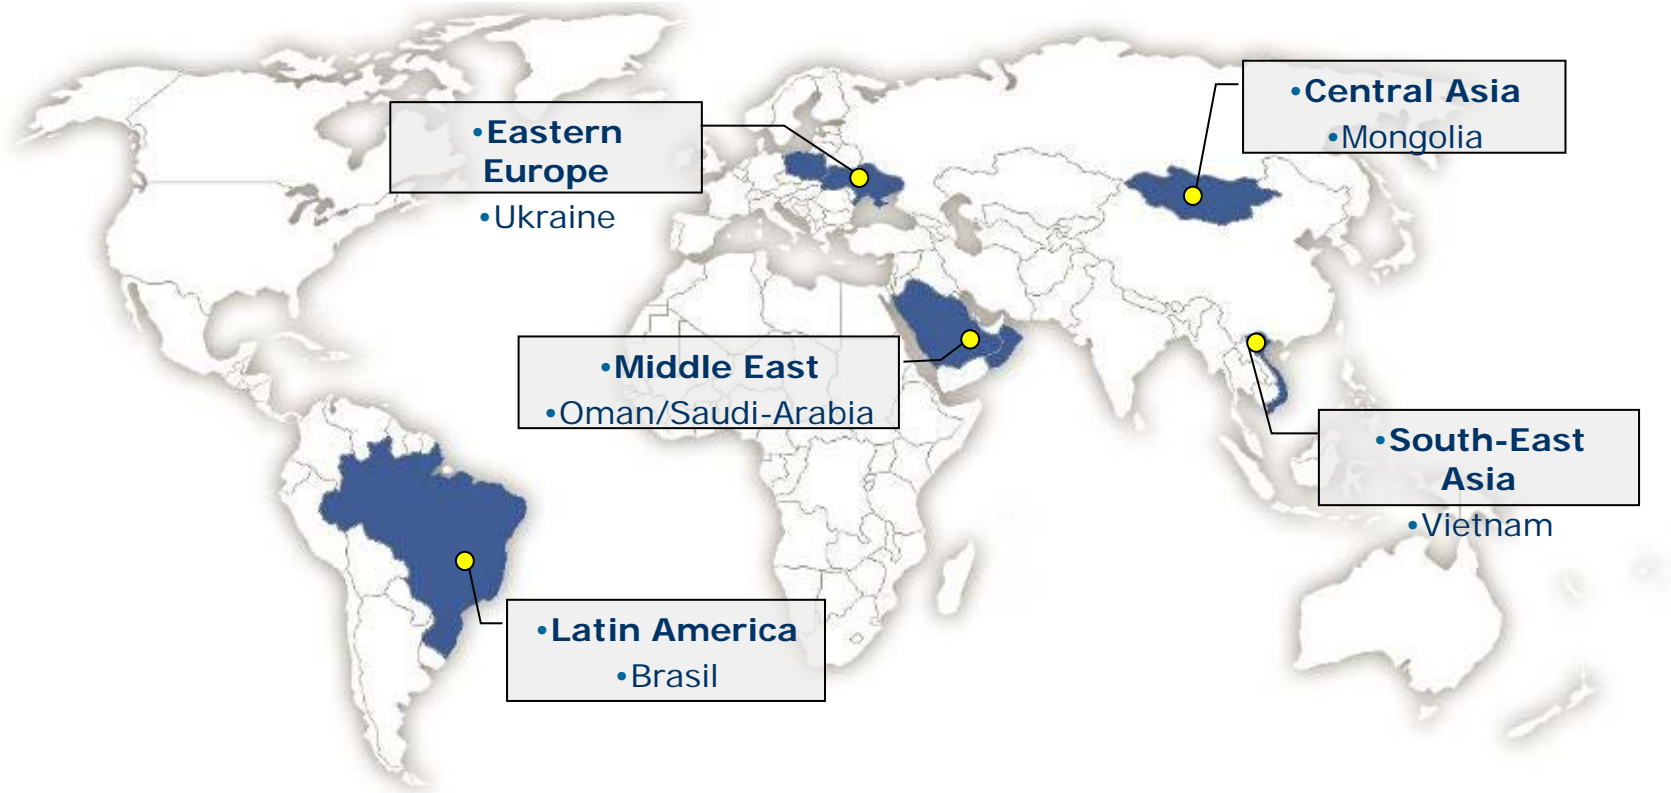 •Central Asia
•Mongolia
•Eastern
Europe
•Ukraine
•Middle East
•Oman/Saudi-Arabia
•South-East
Asia
•Vietnam
•Latin America
•Brasil